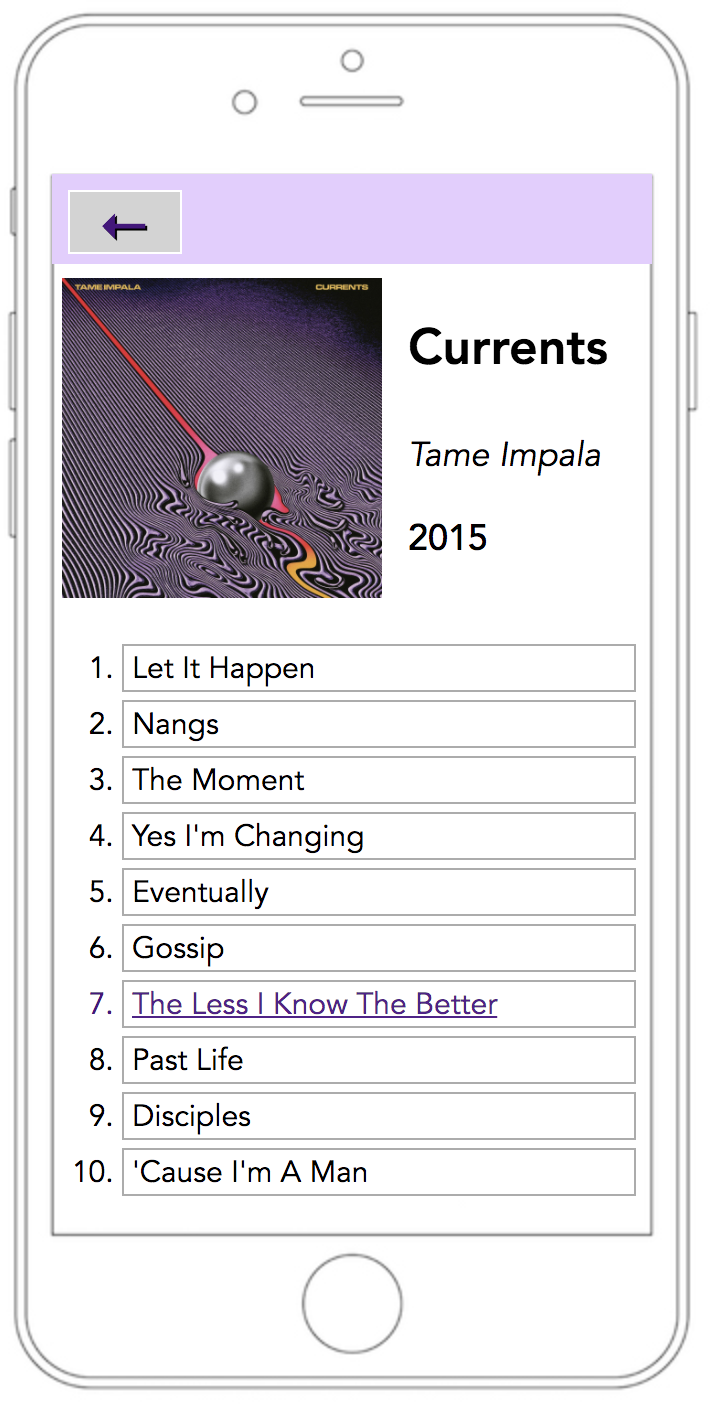 ←
TAME IMPALA CURRENTS
Currents
Tame Impala
2015
1. Let It Happen
2. Nangs
3. The Moment
4. Yes I'm Changing
5. Eventually
6. Gossip
7. The Less I Know The Better
8. Past Life
9. Disciples
10. 'Cause I'm A Man